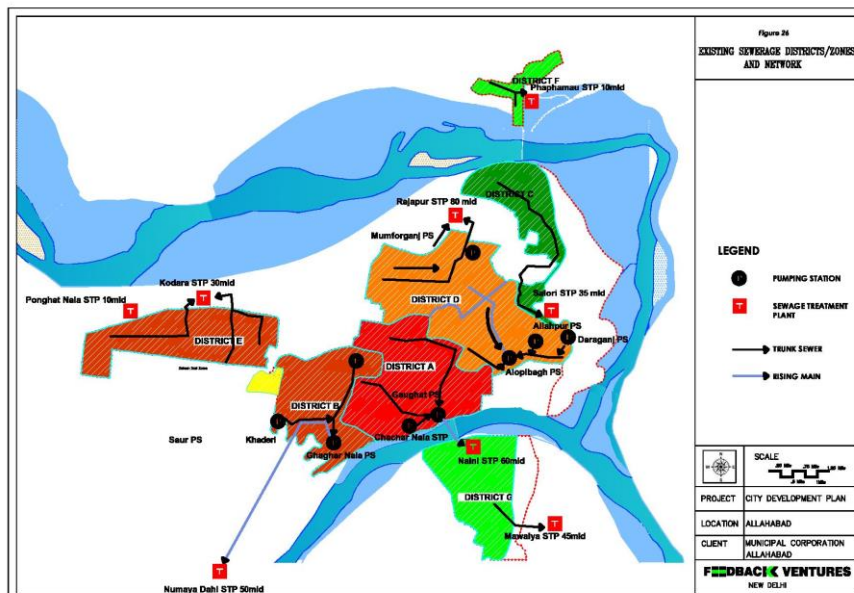 Figure 26
EXISTING SEWERAGE DISTRICTS/ZONES
AND NETWORK
DISTRICT F
Phaphamau STP 10mld
DISTRICT C
Rajapur STP 80 mld
Mumforganj PS
Kodara STP 30mld
Ponghat Nala STP 10mld
DISTRICT D
Salori STP 35 mld
Allahpur PS
Daraganj PS
DISTRICT E
DISTRICT A
Alopibagh PS
Gaughat PS
DISTRICT B
Saur PS
Khaderi
Chachar Nala STP
Ghaghar Nala PS
Naini STP 60mld
DISTRICT G
Mawaiya STP 45mld
Numaya Dahi STP 50mld
LEGEND
PUMPING STATION
T
SEWAGE TREATMENT
PLANT
TRUNK SEWER
RISING MAIN
SCALE
PROJECT CITY DEVELOPMENT PLAN
LOCATION ALLAHABAD
CLIENT MUNICIPAL CORPORATION
ALLAHABAD
FEEDBACK VENTURES
NEW DELHI